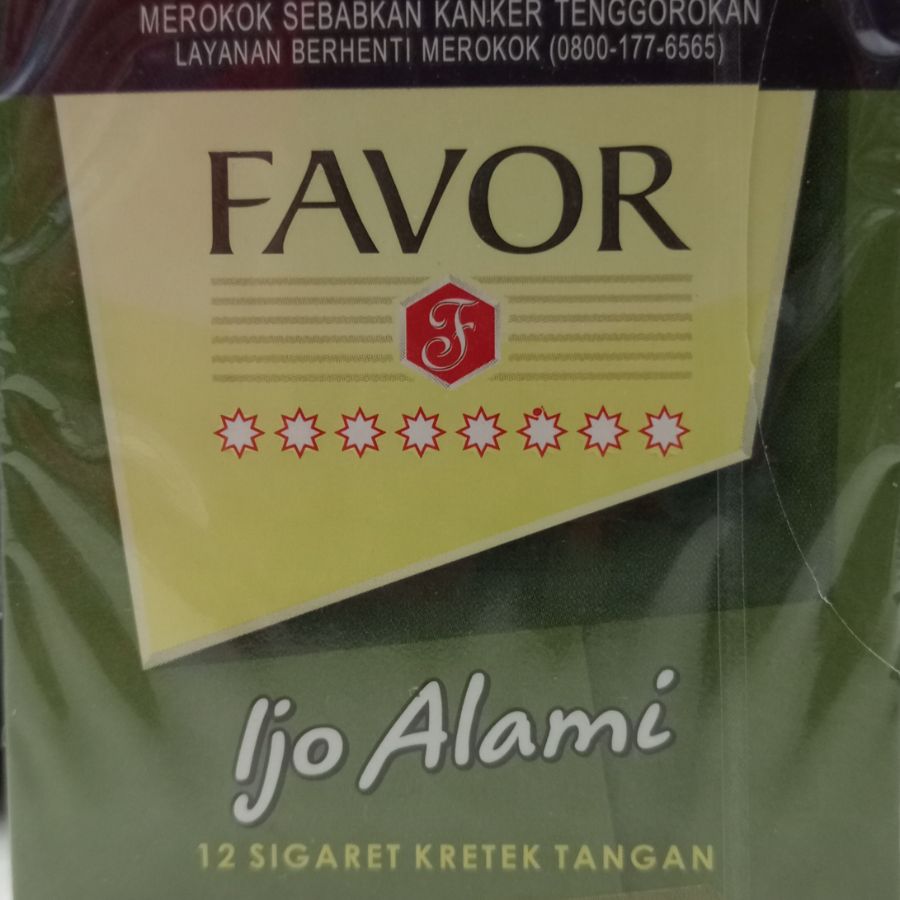 MEROKOK SEBABKAN KANKER TENGGOROKAN
LAYANAN BERHENTI MEROKOK (0800-177-6565)
FAVOR
F
Ijo Alami
12 SIGARET KRETEK TANGAN